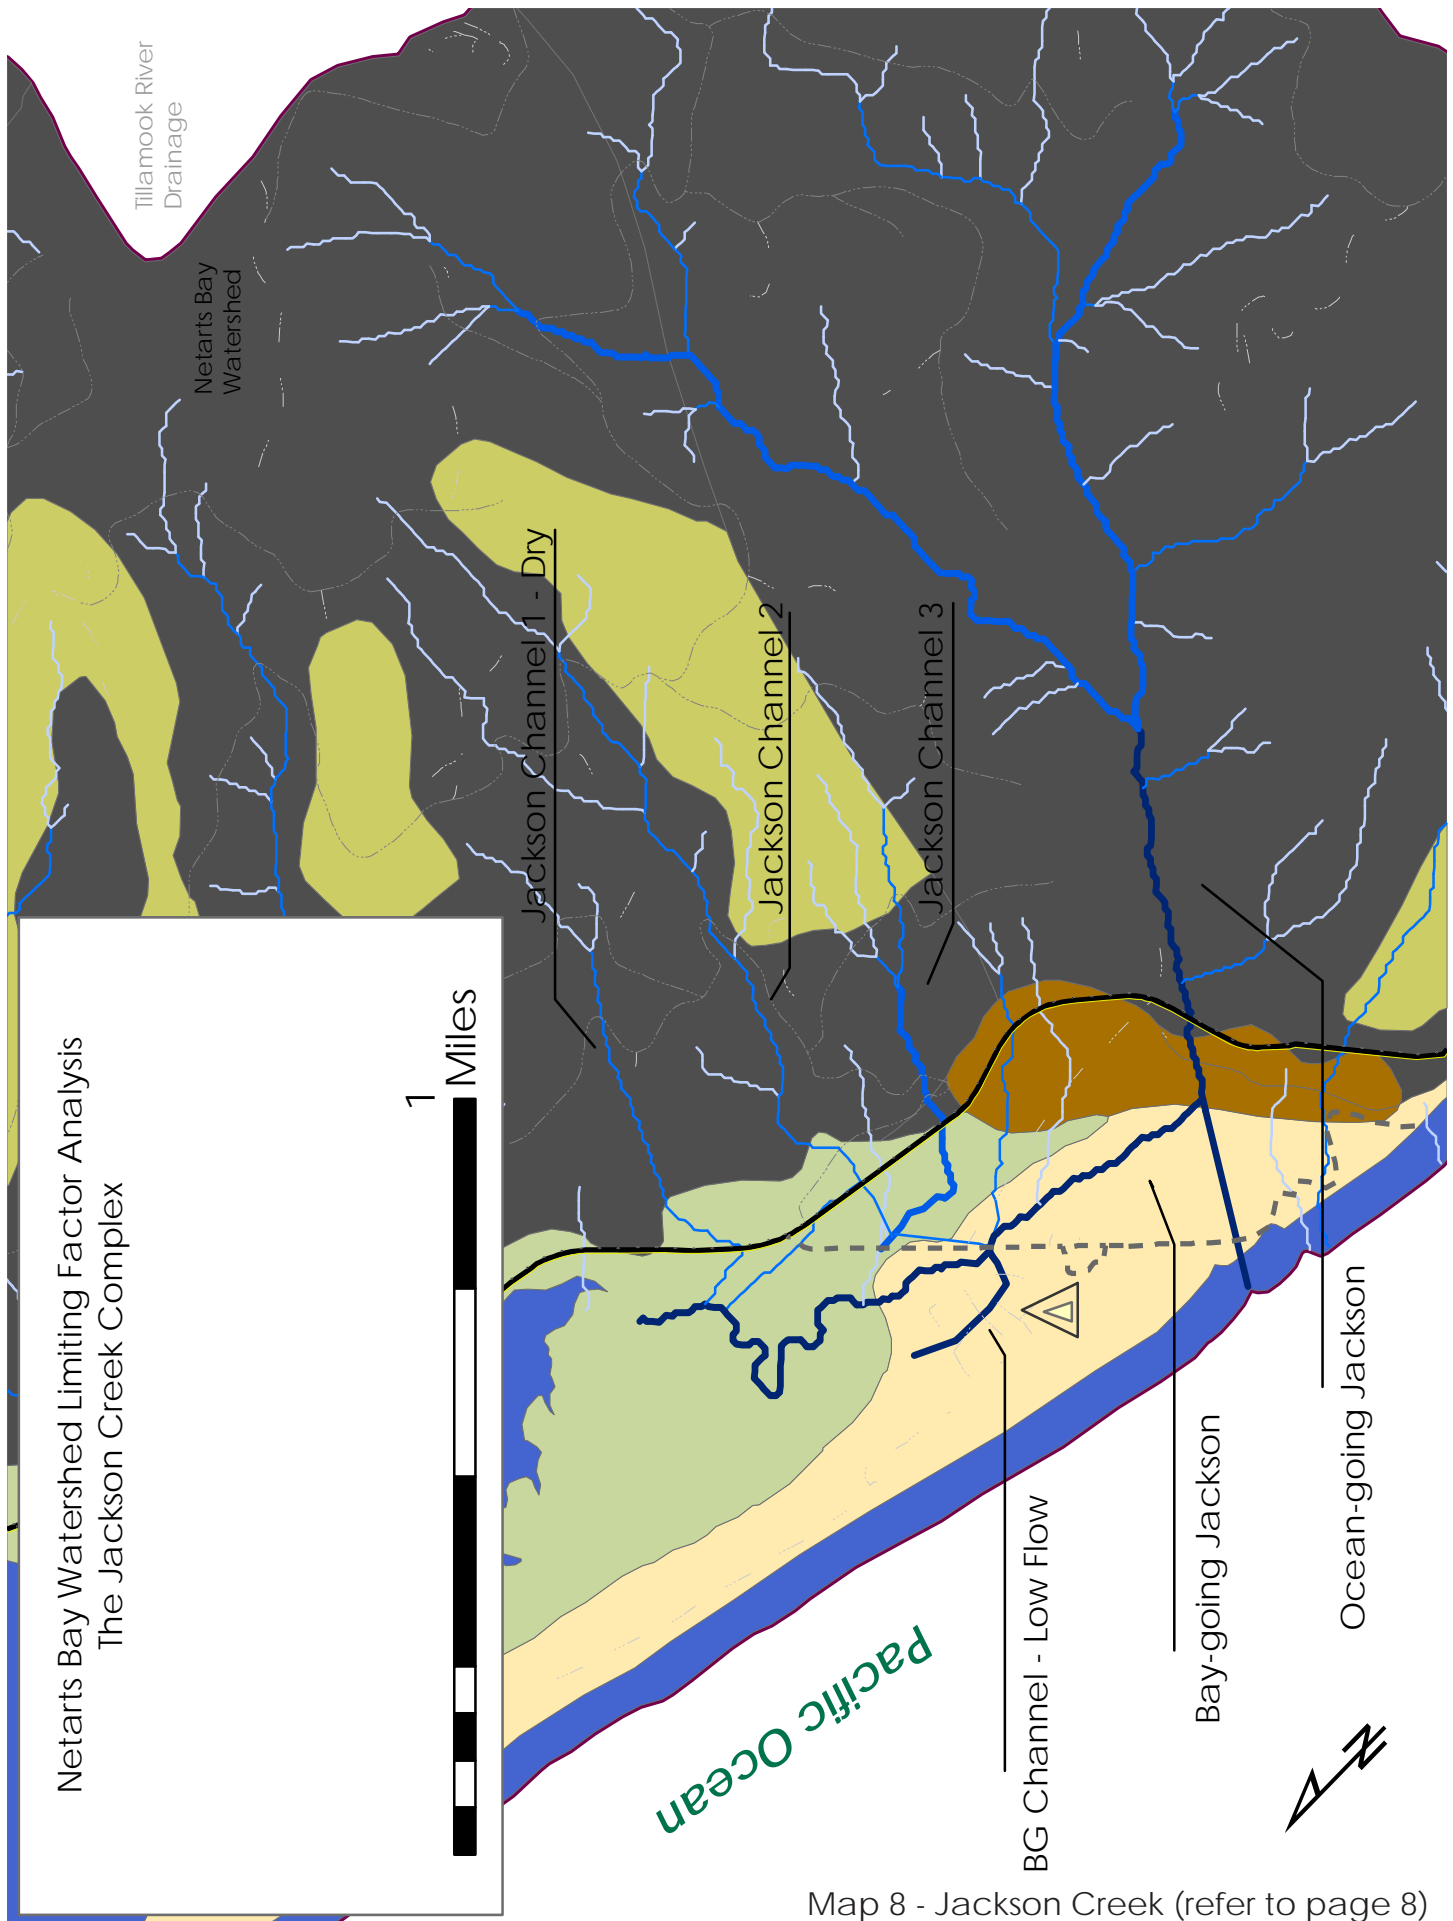 Netarts Bay Watershed Limiting Factor Analysis
The Jackson Creek Complex
1
Miles
Tillamook River
Drainage
Netarts Bay
Watershed
Jackson Channel 1 - Dry
Jackson Channel 2
Jackson Channel 3
Pacific Ocean
BG Channel - Low Flow
Bay-going Jackson
Ocean-going Jackson
N
Map 8 - Jackson Creek (refer to page 8)